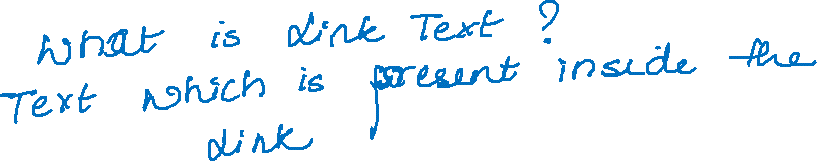 What is Link Text ?
Text which is present inside the
Link